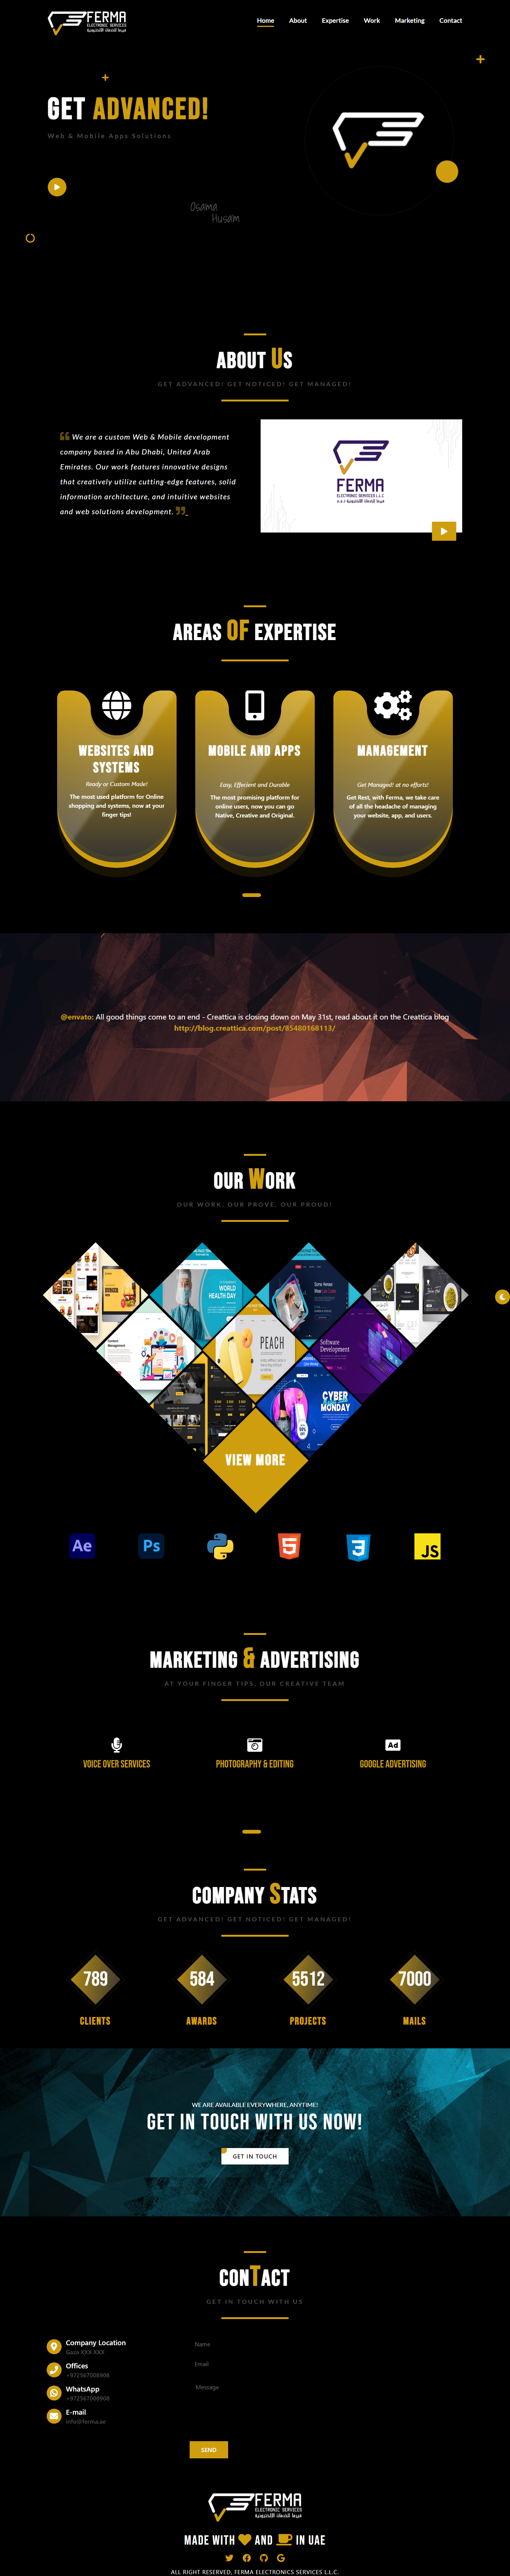 FERMA
ELECTRONIC SERVICES
فيرما للخدمات الالكترونية
Home About Expertise Work Marketing Contact
GET ADVANCED!
Web & Mobile Apps Solutions
Osama
Husam
ABOUT US
GET ADVANCED! GET NOTICED! GET MANAGED!
We are a custom Web & Mobile development
company based in Abu Dhabi, United Arab
Emirates. Our work features innovative designs
that creatively utilize cutting-edge features, solid
information architecture, and intuitive websites
and web solutions development. _
FERMA
ELECTRONIC SERVICES L.L.C
فيرما للخدمات الالكترونية ذ.م.م
AREAS OF EXPERTISE
WEBSITES AND
SYSTEMS
Ready or Custom Made!
The most used platform for Online
shopping and systems, now at your
finger tips!
MOBILE AND APPS
Easy, Effecient and Durable
The most promising platform for
online users, now you can go
Native, Creative and Original.
MANAGEMENT
Get Managed! at no efforts!
Get Rest, with Ferma, we take care
of all the headache of managing
your website, app, and users.
@envato: All good things come to an end - Creattica is closing down on May 31st, read about it on the Creattica blog
http://blog.creattica.com/post/85480168113/
OUR WORK
OUR WORK, OUR PROVE, OUR PROUD!
WORLD
HEALTH DAY
PEACH
Software
Development
CYBER
MONDAY
VIEW MORE
Ae
Ps
5
3
JS
MARKETING & ADVERTISING
AT YOUR FINGER TIPS, OUR CREATIVE TEAM
VOICE OVER SERVICES
PHOTOGRAPHY & EDITING
Ad
GOOGLE ADVERTISING
COMPANY STATS
GET ADVANCED! GET NOTICED! GET MANAGED!
789 584 5512 7000
CLIENTS AWARDS PROJECTS MAILS
WE ARE AVAILABLE EVERYWHERE, ANYTIME!
GET IN TOUCH WITH US NOW!
GET IN TOUCH
CONTACT
GET IN TOUCH WITH US
Company Location
Gaza XXX XXX
Offices
+972567008908
WhatsApp
+972567008908
E-mail
info@ferma.ae
Name
Email
Message
SEND
FERMA
ELECTRONIC SERVICES
فيرما للخدمات الالكترونية
MADE WITH AND IN UAE
ALL RIGHT RESERVED, FERMA ELECTRONICS SERVICES L.L.C.